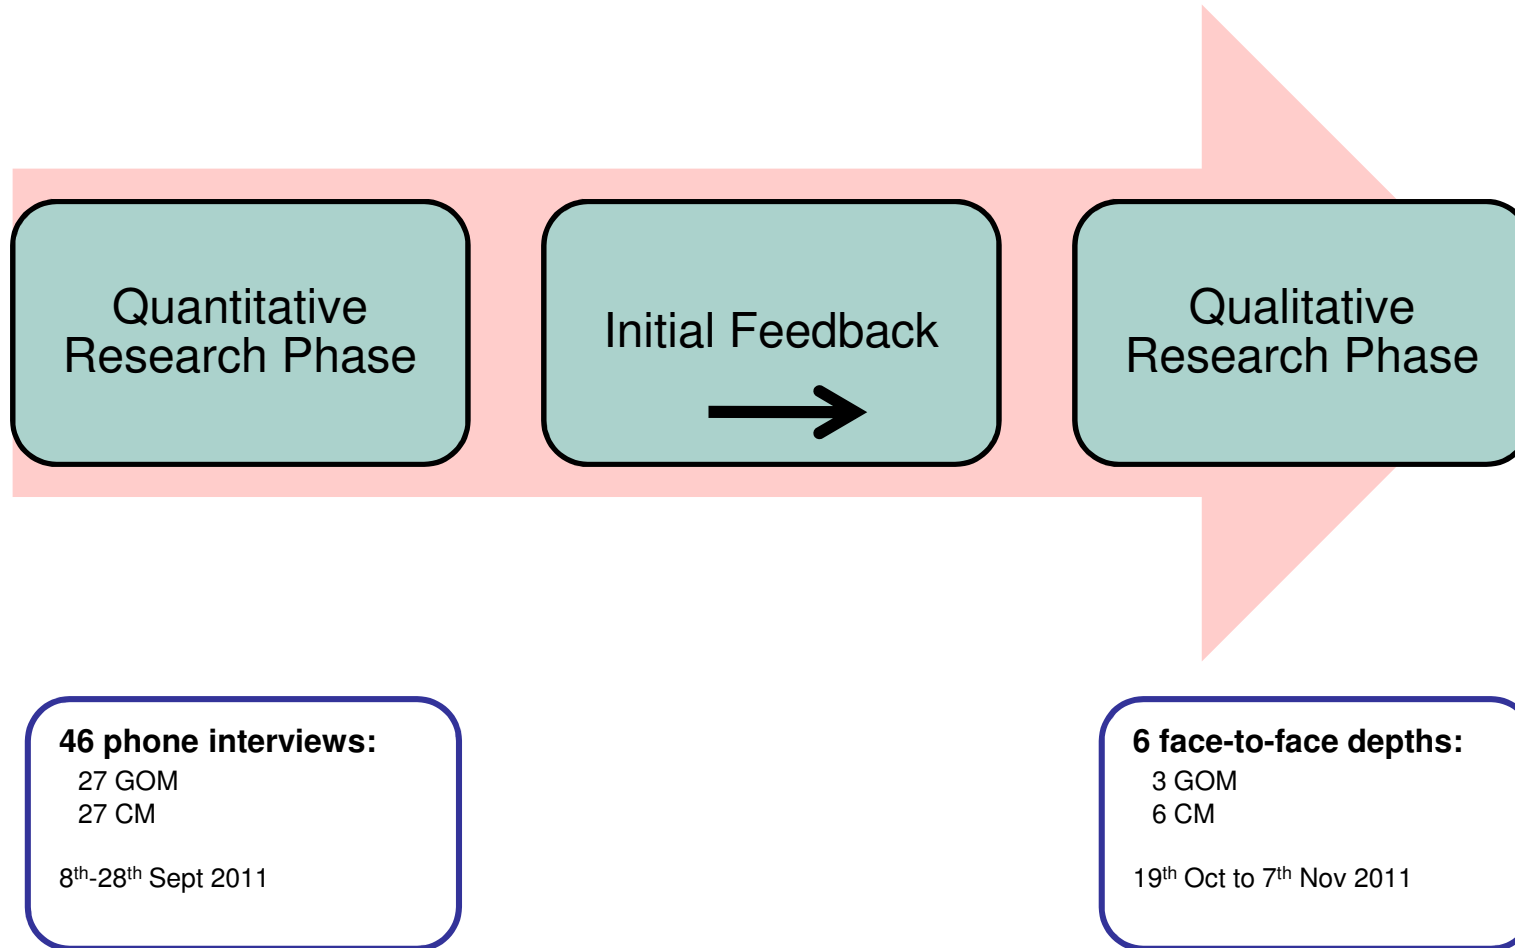 Quantitative
Research Phase
Initial Feedback
Qualitative
Research Phase
46 phone interviews:
27 GOM
27 CM
8th-28th Sept 2011
6 face-to-face depths:
3 GOM
6 CM
19th Oct to 7th Nov 2011